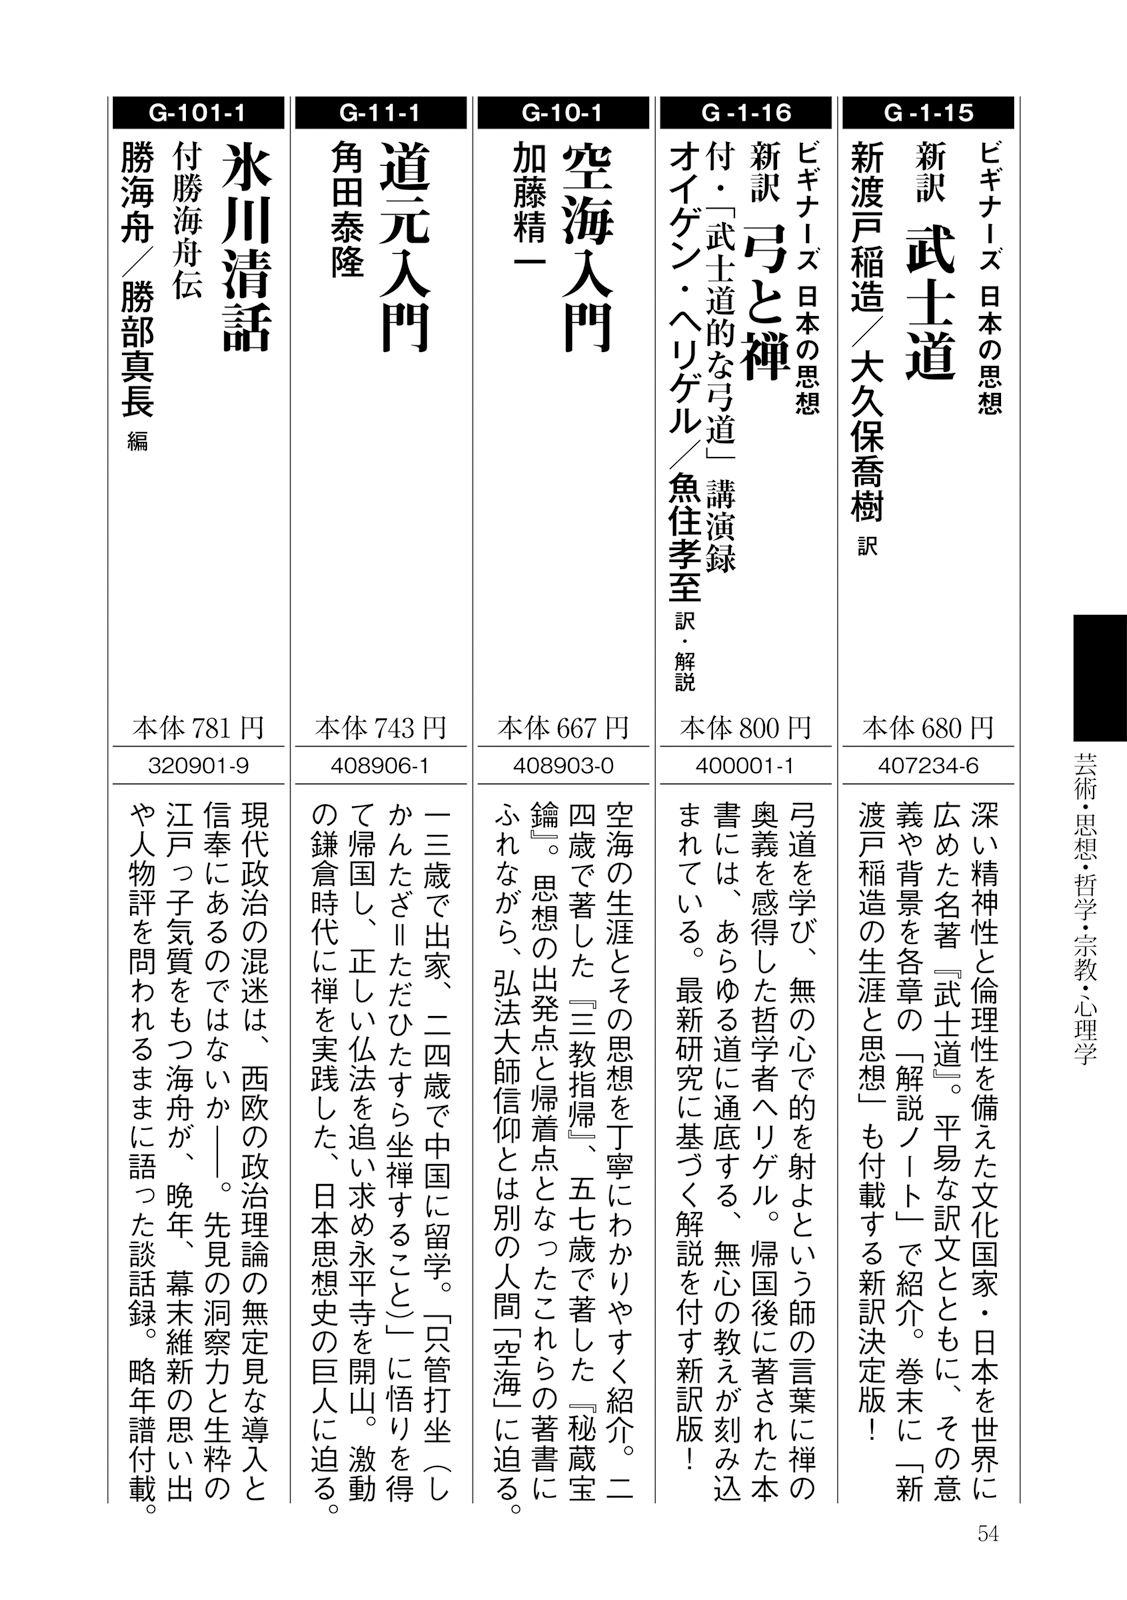 G-1-15
ビギナーズ 日本の思想
新訳 武士道
新渡戸稲造／大久保喬樹 訳
本体 680 円
407234-6
深い精神性と倫理性を備えた文化国家・日本を世界に
広めた名著『武士道』。平易な訳文とともに、その意
義や背景を各章の「解説ノート」で紹介。巻末に「新
渡戸稲造の生涯と思想」も付載する新訳決定版！
G-1-16
ビギナーズ 日本の思想
新訳 弓と禅
付・「武士道的な弓道」講演録
オイゲン・ヘリゲル／魚住孝至 訳・解説
本体 800 円
400001-1
弓道を学び、無の心で的を射よという師の言葉に禅の
奥義を感得した哲学者ヘリゲル。帰国後に著された本
書には、あらゆる道に通底する、無心の教えが刻み込
まれている。最新研究に基づく解説を付す新訳版！
G-10-1
空海入門
加藤精一
本体 667 円
408903-0
空海の生涯とその思想を丁寧にわかりやすく紹介。二
四歳で著した『三教指帰』、五七歳で著した『秘蔵宝
鑰』。思想の出発点と帰着点となったこれらの著書に
ふれながら、弘法大師信仰とは別の人間「空海」に迫る。
G-11-1
道元入門
角田泰隆
本体 743 円
408906-1
一三歳で出家、二四歳で中国に留学。「只管打坐（し
かんたざ＝ただひたすら坐禅すること）」に悟りを得
て帰国し、正しい仏法を追い求め永平寺を開山。激動
の鎌倉時代に禅を実践した、日本思想史の巨人に迫る。
G-101-1
氷川清話
付勝海舟伝
勝海舟／勝部真長 編
本体 781 円
320901-9
現代政治の混迷は、西欧の政治理論の無定見な導入と
信奉にあるのではないか――。先見の洞察力と生粋の
江戸っ子気質をもつ海舟が、晩年、幕末維新の思い出
や人物評を問われるままに語った談話録。略年譜付載。
芸術・思想・哲学・宗教・心理学
54